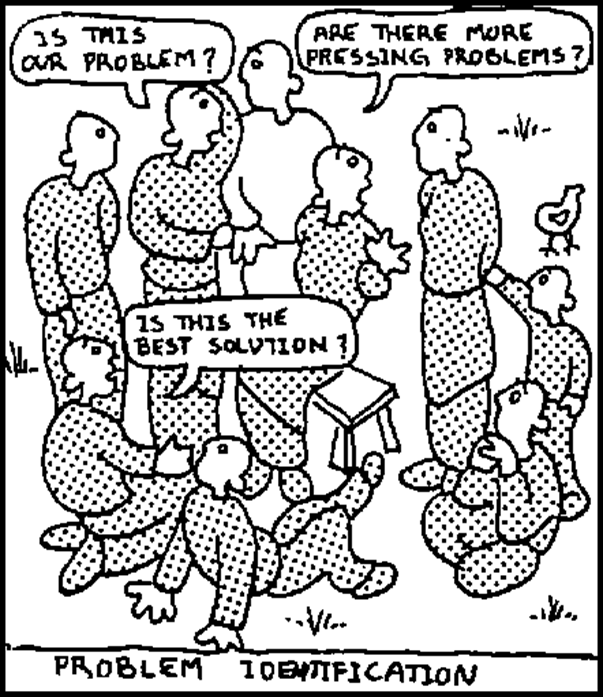 IS THIS
OUR PROBLEM?
ARE THERE MORE
PRESSING PROBLEMS?
IS THIS THE
BEST SOLUTION?
PROBLEM IDENTIFICATION